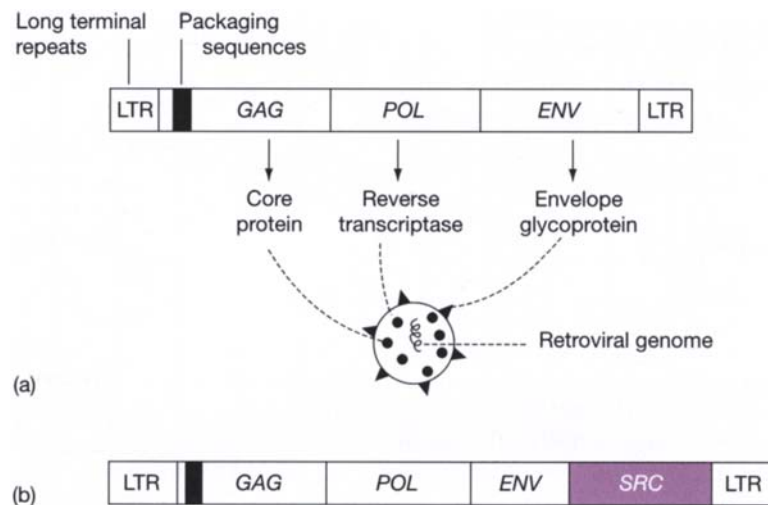 Long terminal
repeats
Packaging
sequences
LTR GAG POL ENV LTR
Core
protein
Reverse
transcriptase
Envelope
glycoprotein
Retroviral genome
(a)
LTR GAG POL ENV SRC LTR
(b)